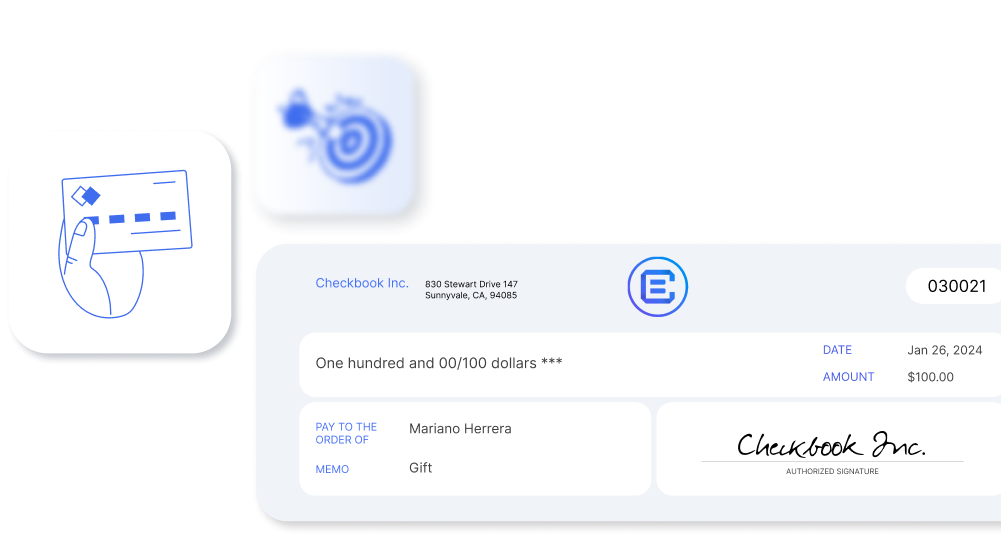 Checkbook Inc.
830 Stewart Drive 147
Sunnyvale, CA, 94085
030021
One hundred and 00/100 dollars ***
DATE Jan 26, 2024
AMOUNT $100.00
PAY TO THE
ORDER OF
Mariano Herrera
MEMO Gift
Checkbook Inc.
AUTHORIZED SIGNATURE